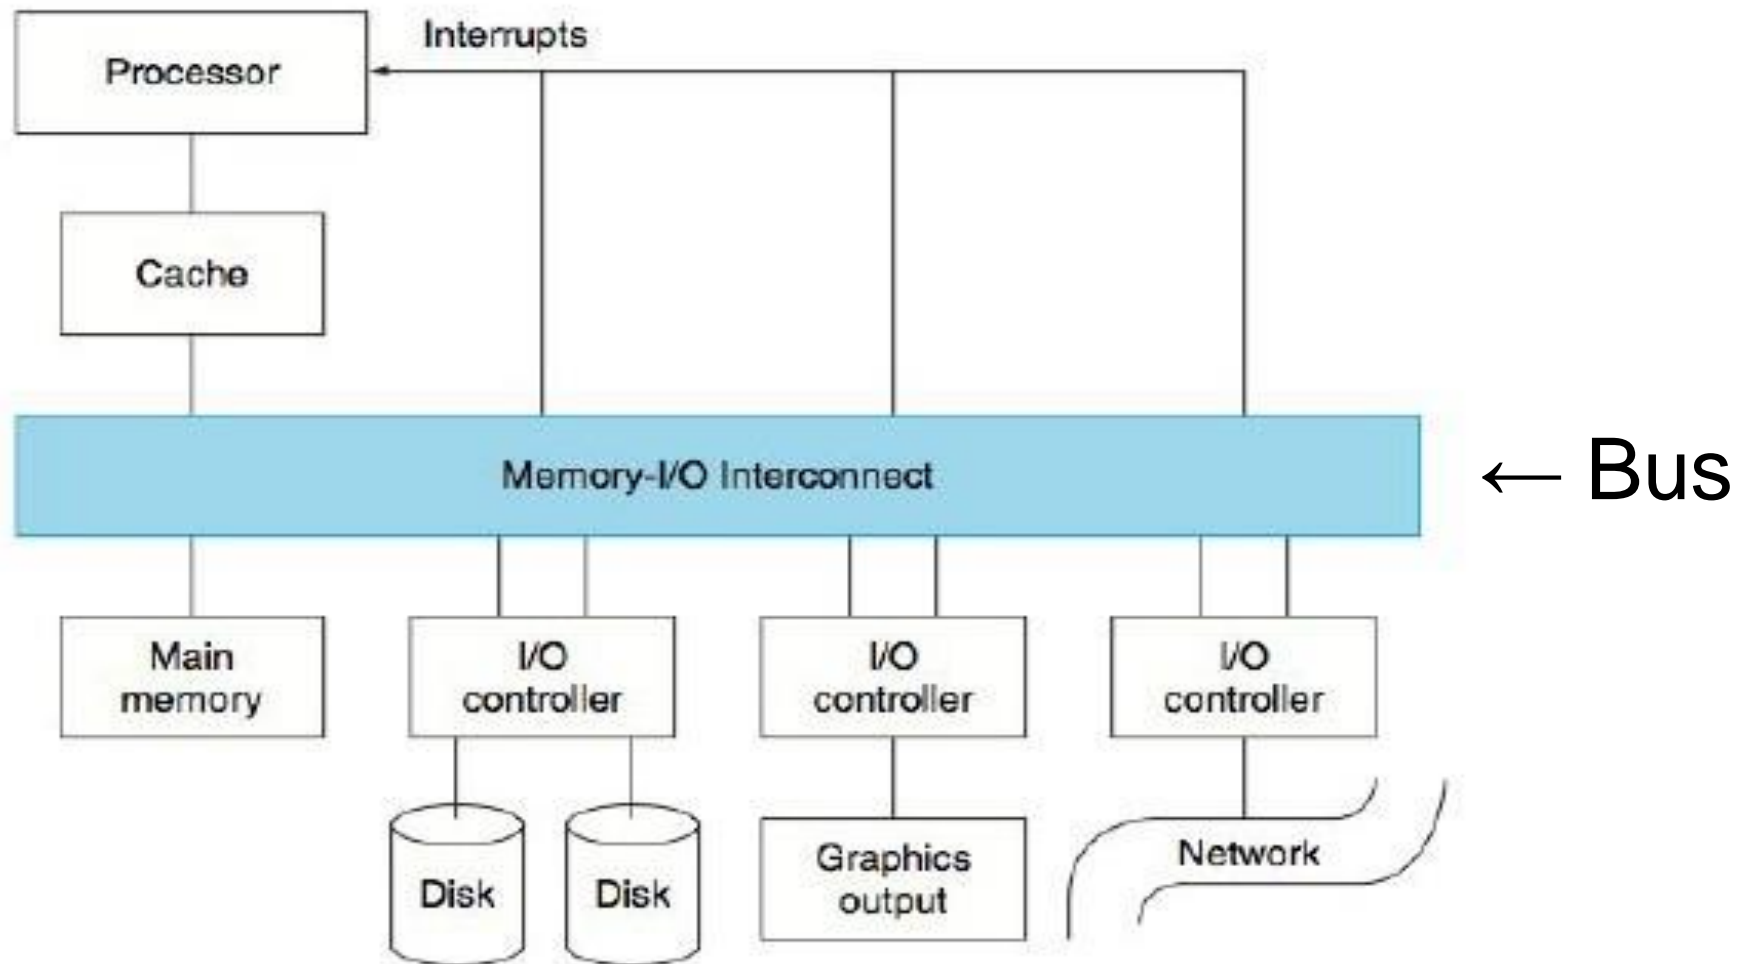 Interrupts
Processor
Cache
Memory-I/O Interconnect
← Bus
Main
memory
I/O
controller
I/O
controller
I/O
controller
Disk
Disk
Graphics
output
Network